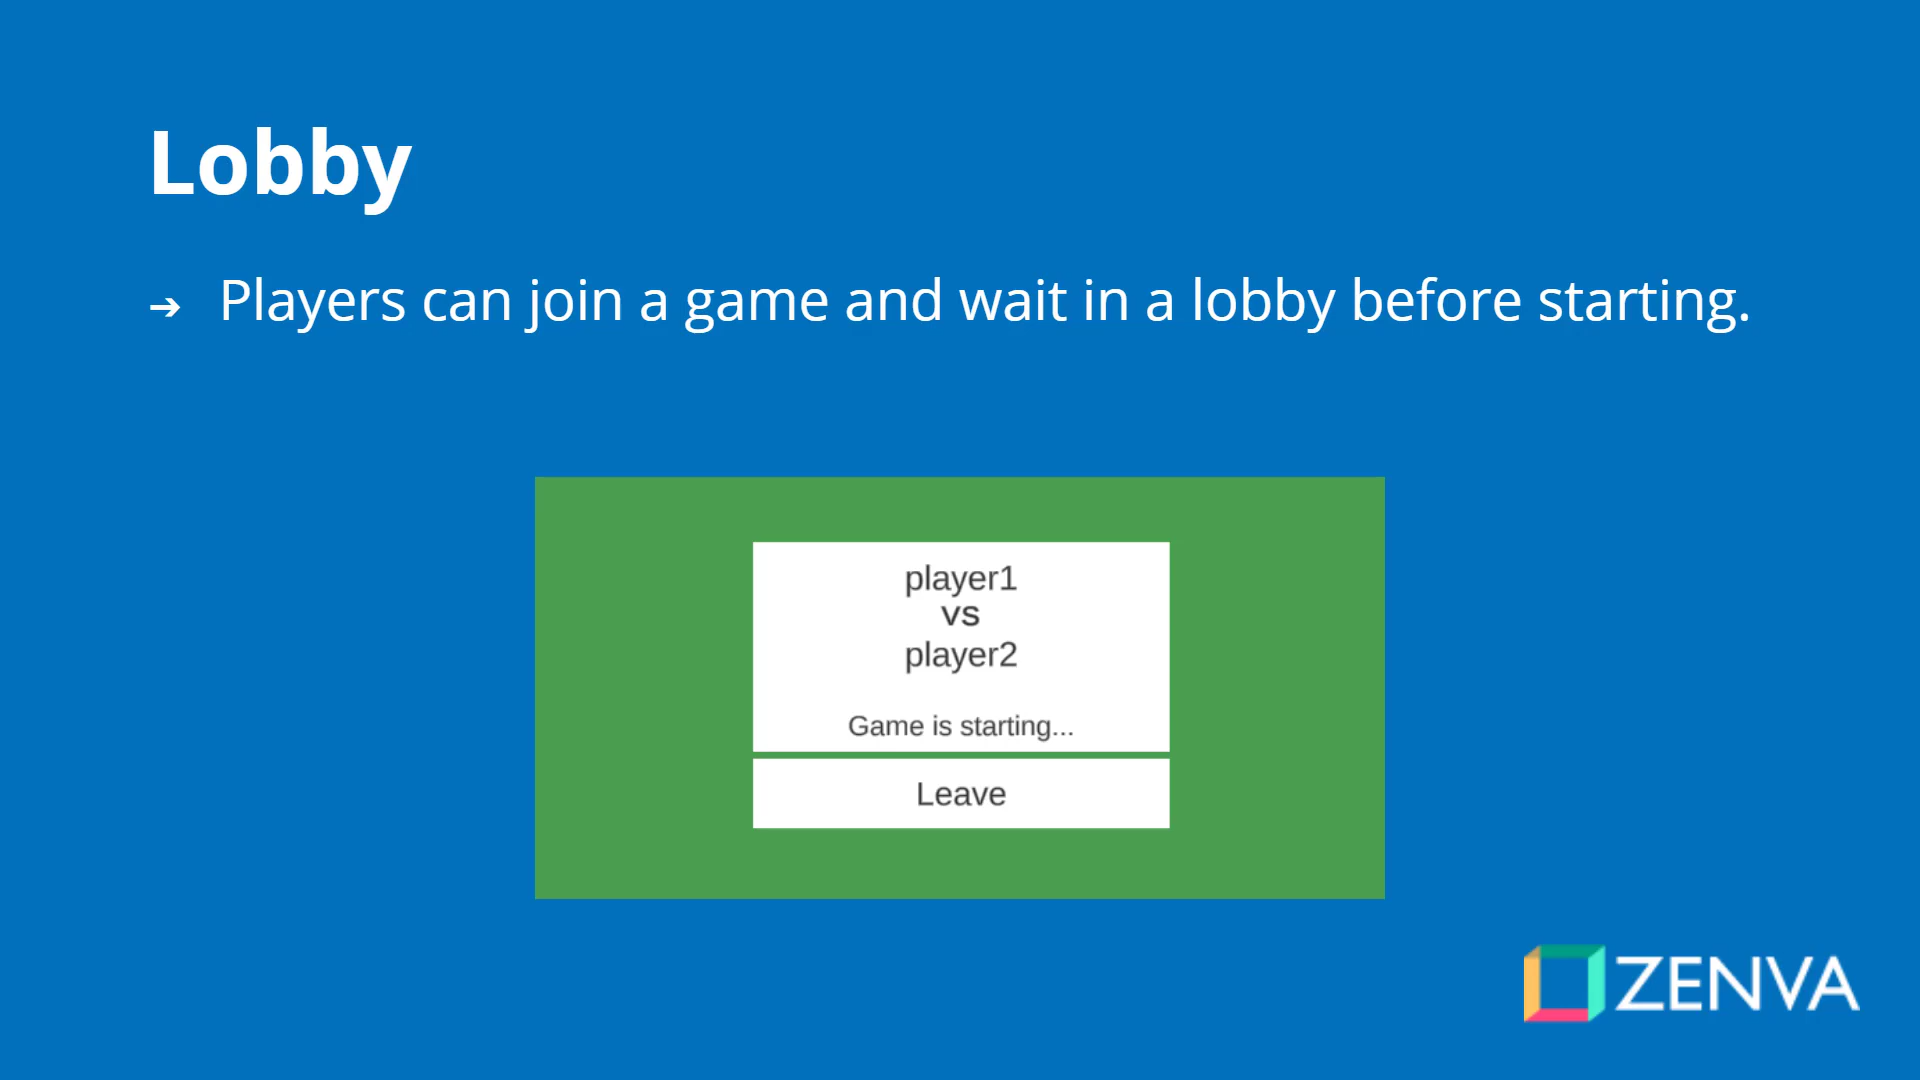 Lobby
➔ Players can join a game and wait in a lobby before starting.
player1
vs
player2
Game is starting...
Leave
ZENVA